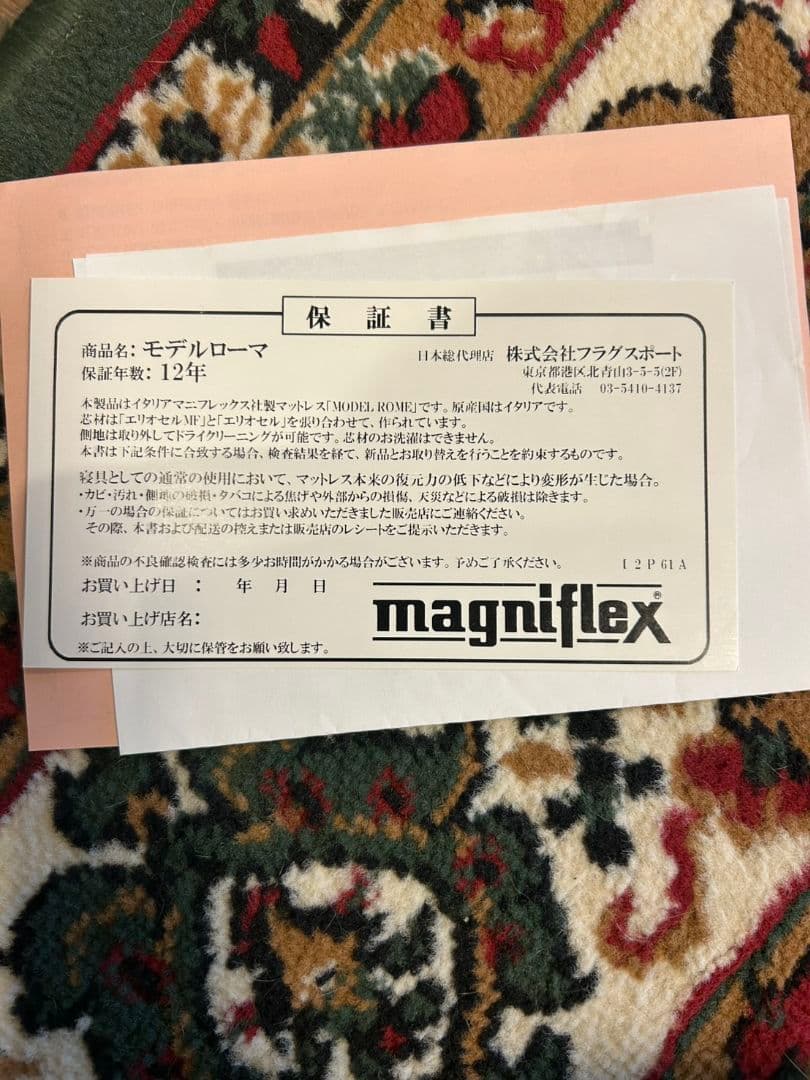 保証書
商品名：モデルローマ
保証年数：12年
日本総代理店 株式会社フラグスポート
東京都港区北青山3-5-5(2F)
代表電話 03-5410-4137
本製品はイタリアマニフレックス社製マットレス「MODEL ROME」です。原産国はイタリアです。
芯材は「エリオセルMF」と「エリオセル」を張り合わせて、作られています。
側地は取り外してドライクリーニングが可能です。芯材のお洗濯はできません。
本書は下記条件に合致する場合、検査結果を経て、新品とお取り替えを行うことを約束するものです。
寝具としての通常の使用において、マットレス本来の復元力の低下などにより変形が生じた場合。
・カビ・汚れ・側地の破損・タバコによる焦げや外部からの損傷、天災などによる破損は除きます。
・万一の場合の保証についてはお買い求めいただきました販売店にご連絡ください。
その際、本書および配送の控えまたは販売店のレシートをご提示いただきます。
※商品の不良確認検査には多少お時間がかかる場合がございます。予めご了承ください。
I 2 P 61 A
お買い上げ日： 年 月 日
お買い上げ店名：
magniflex®
※ご記入の上、大切に保管をお願い致します。